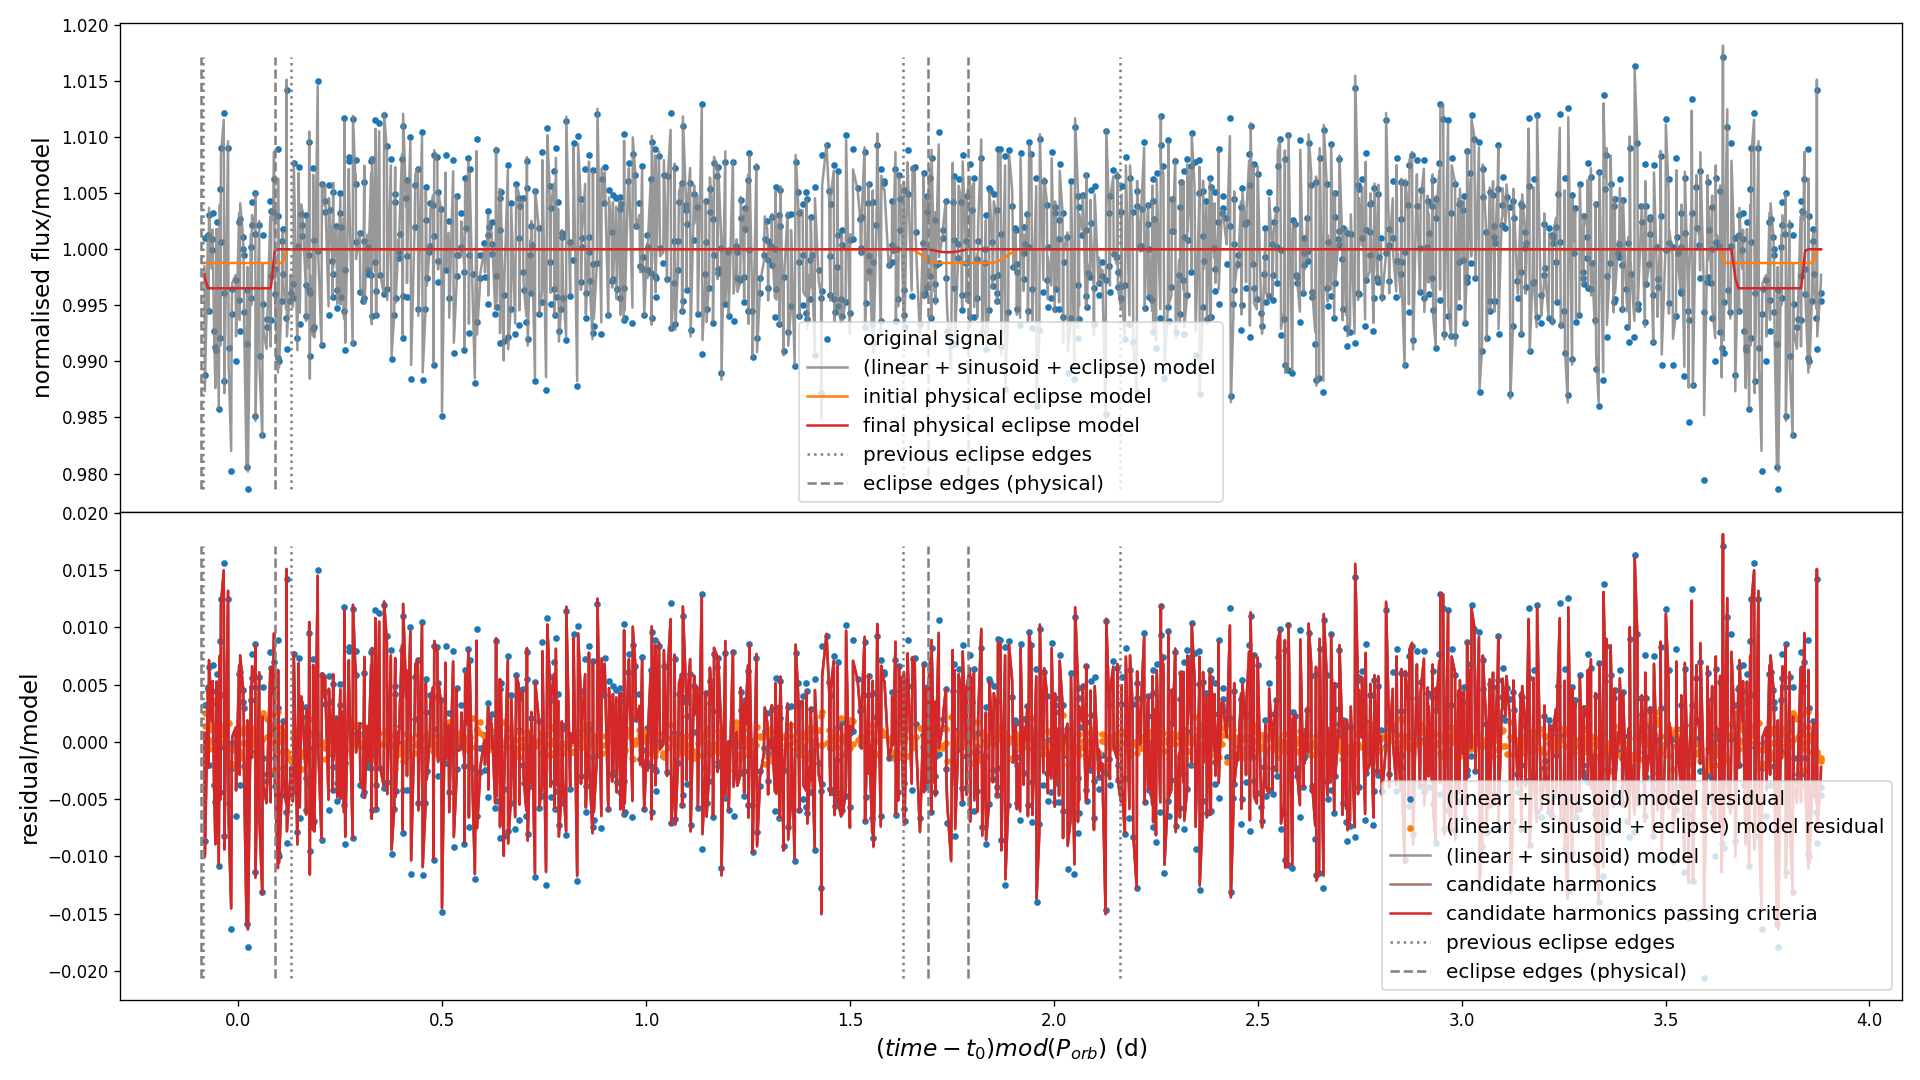 1.020
1.015
1.010
1.005
1.000
0.995
0.990
0.985
0.980
normalised flux/model
original signal
(linear + sinusoid + eclipse) model
initial physical eclipse model
final physical eclipse model
previous eclipse edges
eclipse edges (physical)
0.020
0.015
0.010
0.005
0.000
−0.005
−0.010
−0.015
−0.020
residual/model
(linear + sinusoid) model residual
(linear + sinusoid + eclipse) model residual
(linear + sinusoid) model
candidate harmonics
candidate harmonics passing criteria
previous eclipse edges
eclipse edges (physical)
0.0 0.5 1.0 1.5 2.0 2.5 3.0 3.5 4.0
(time − t0)mod(Porb) (d)